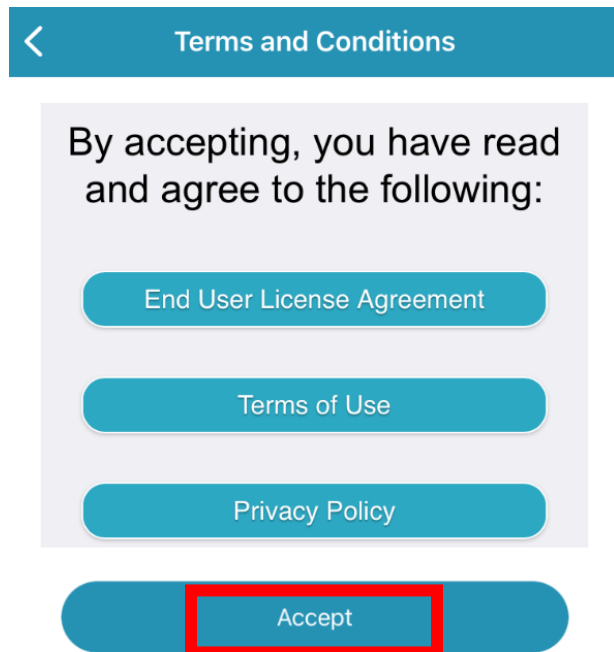 Terms and Conditions
By accepting, you have read
and agree to the following:
End User License Agreement
Terms of Use
Privacy Policy
Accept